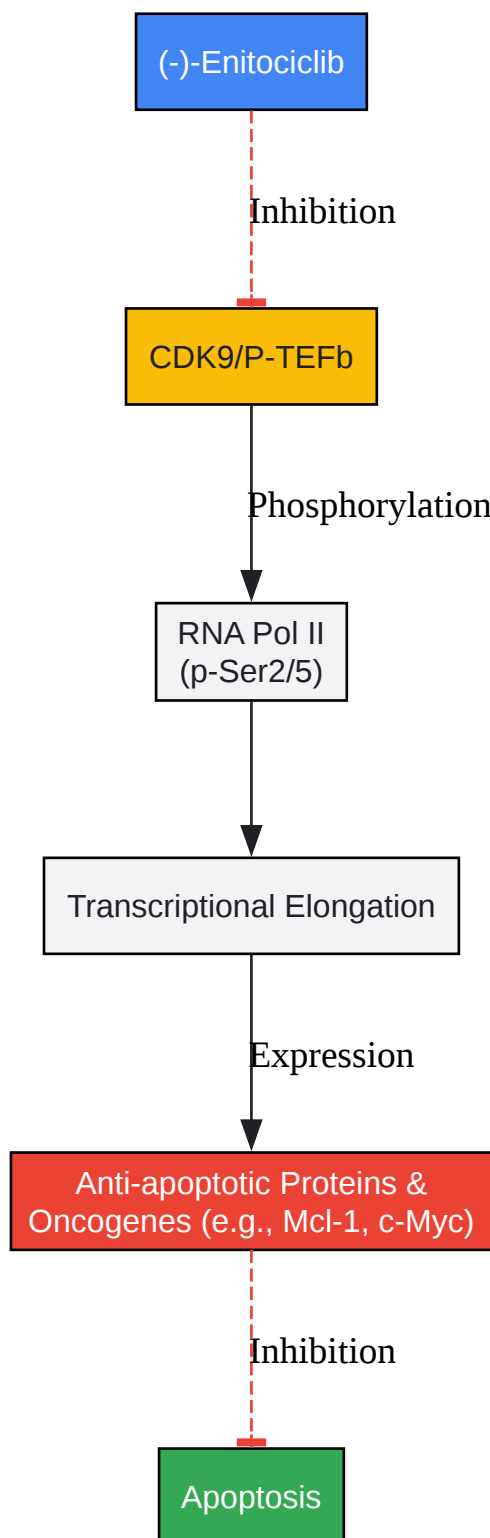 (-)-Enitociclib
Inhibition
CDK9/P-TEFb
Phosphorylation
RNA Pol II
(p-Ser2/5)
Transcriptional Elongation
Expression
Anti-apoptotic Proteins &
Oncogenes (e.g., Mcl-1, c-Myc)
Inhibition
Apoptosis